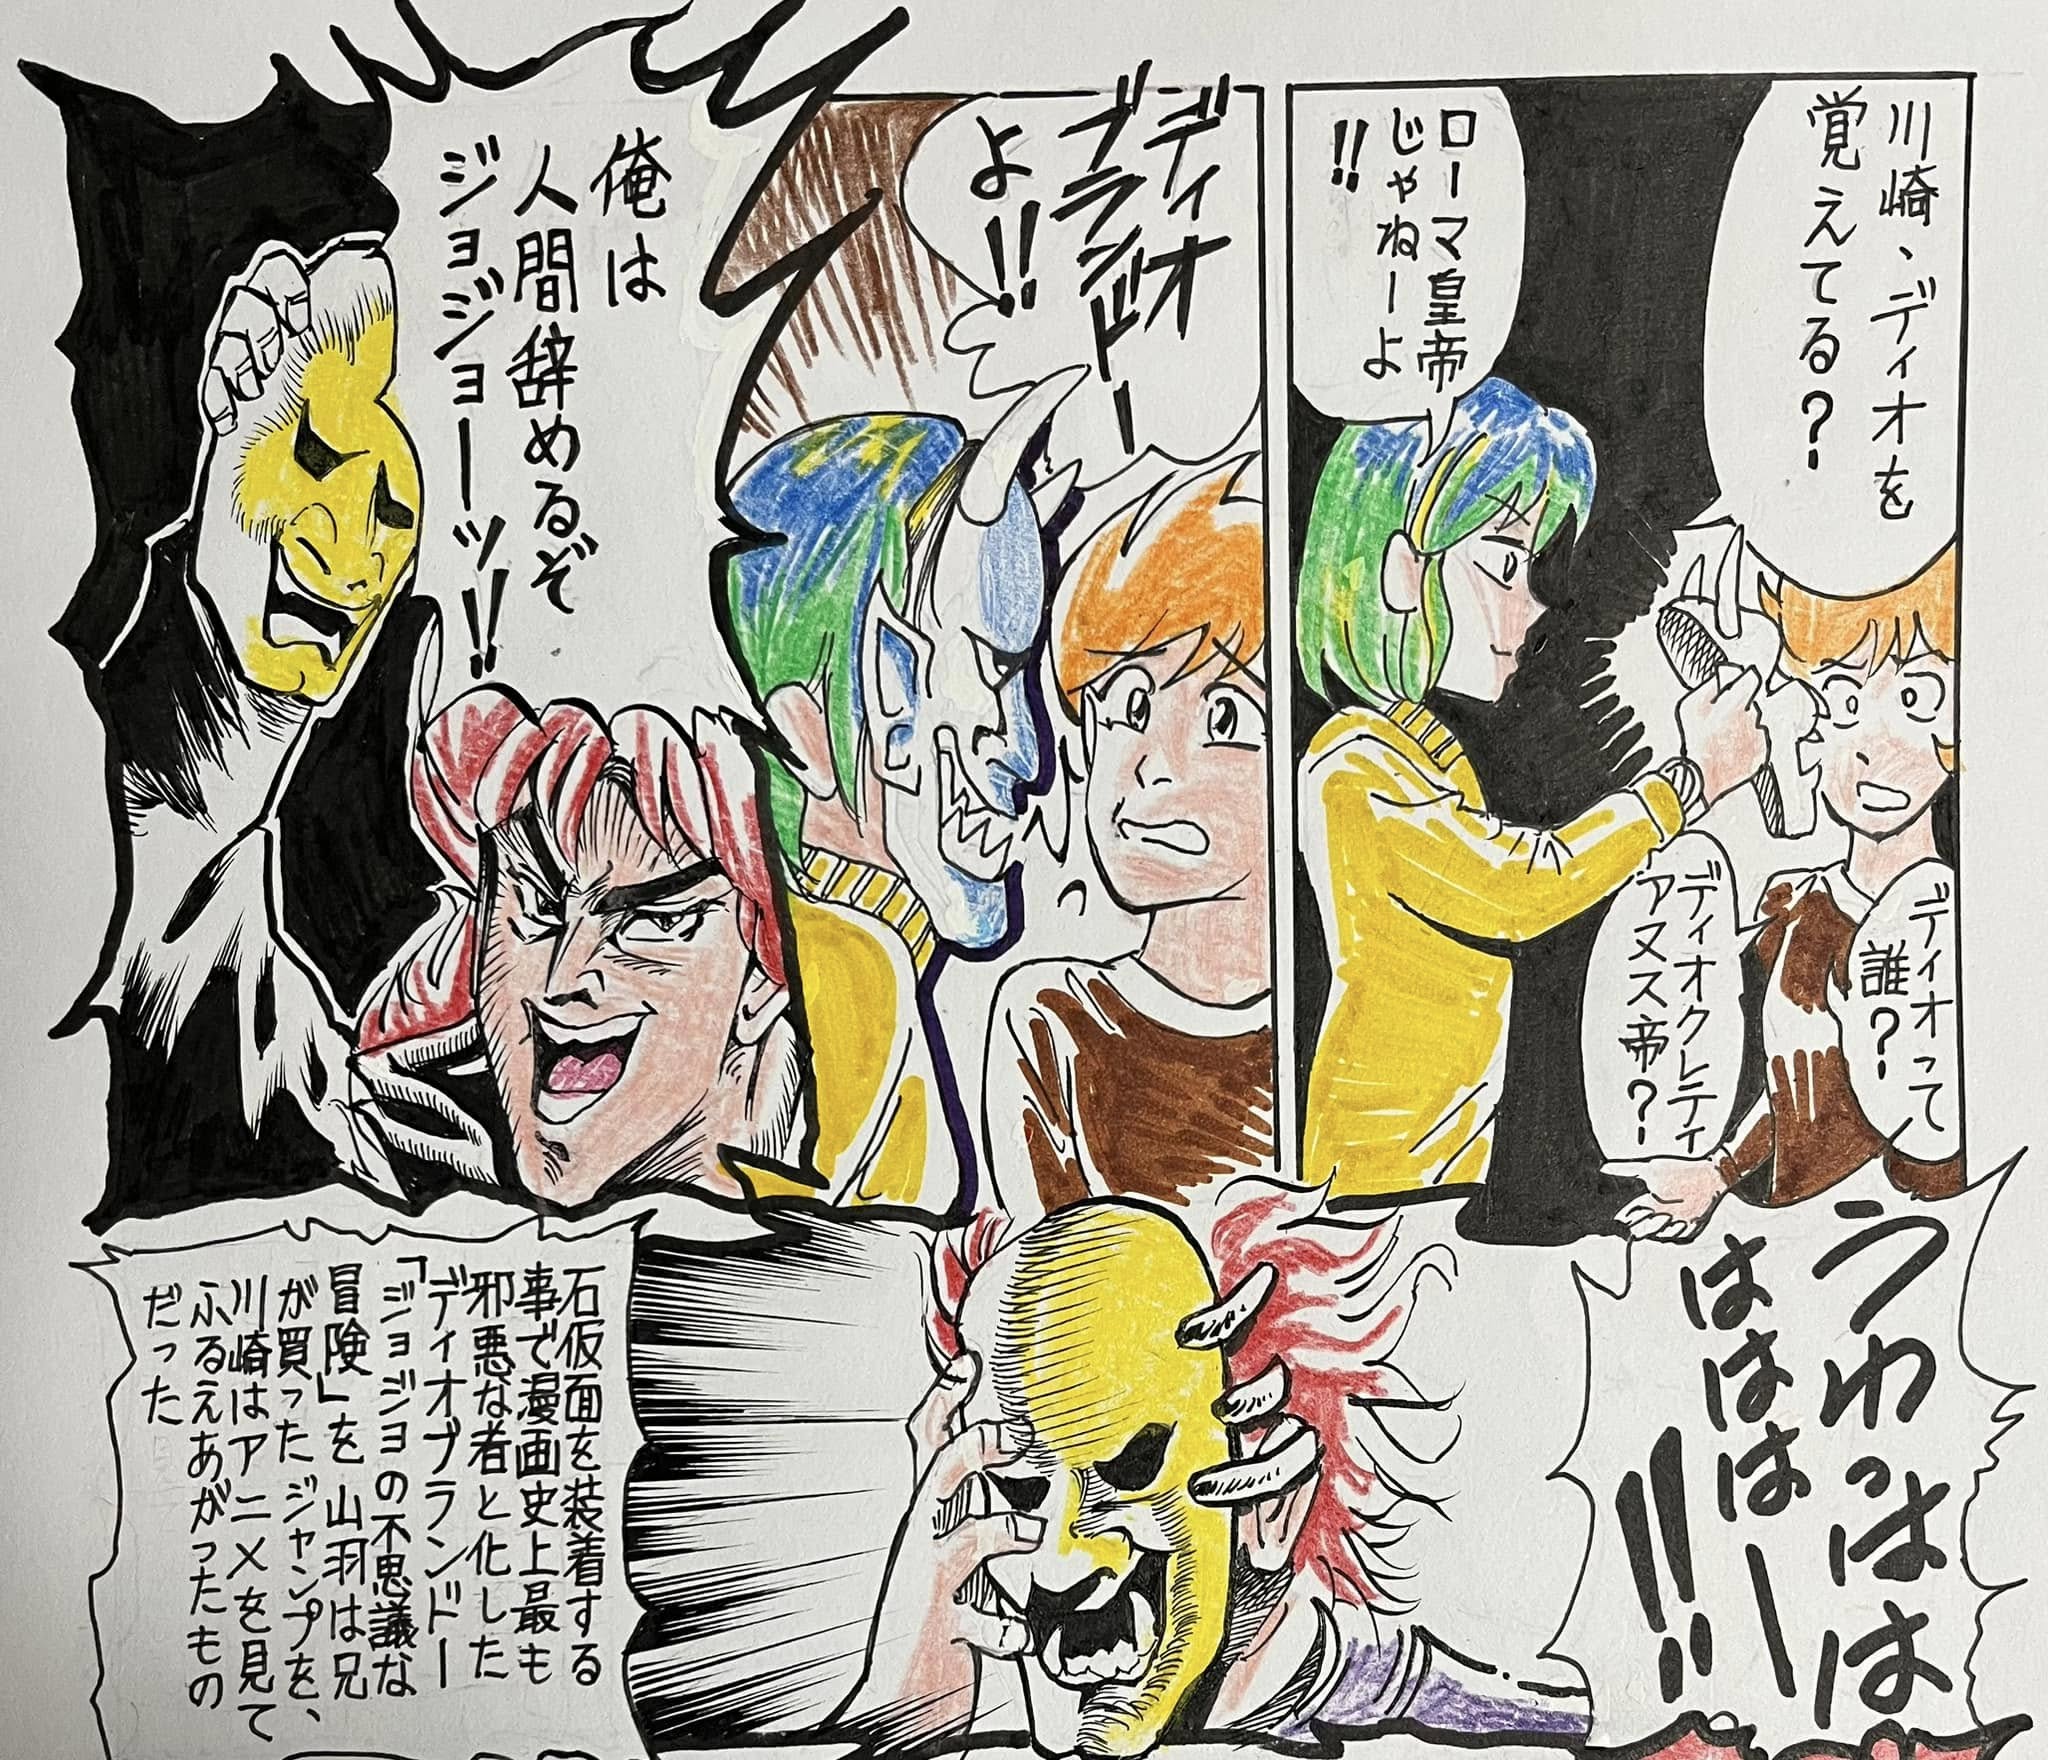 川崎、ディオを
覚えてる?
ディオって
誰?
ディオクレティ
アヌス帝?
ローマ皇帝
じゃねーよ
!!
ディオ
ブランドー
よ!!
俺は
人間辞めるぞ
ジョジョーッ!!
うわっはは
はははー
!!!
石仮面を装着する
事で漫画史上最も
邪悪な者と化した
ディオブランドー
「ジョジョの不思議な
冒険」を山羽は兄
が買ったジャンプを、
川崎はアニメを見て
ふるえあがったもの
だった